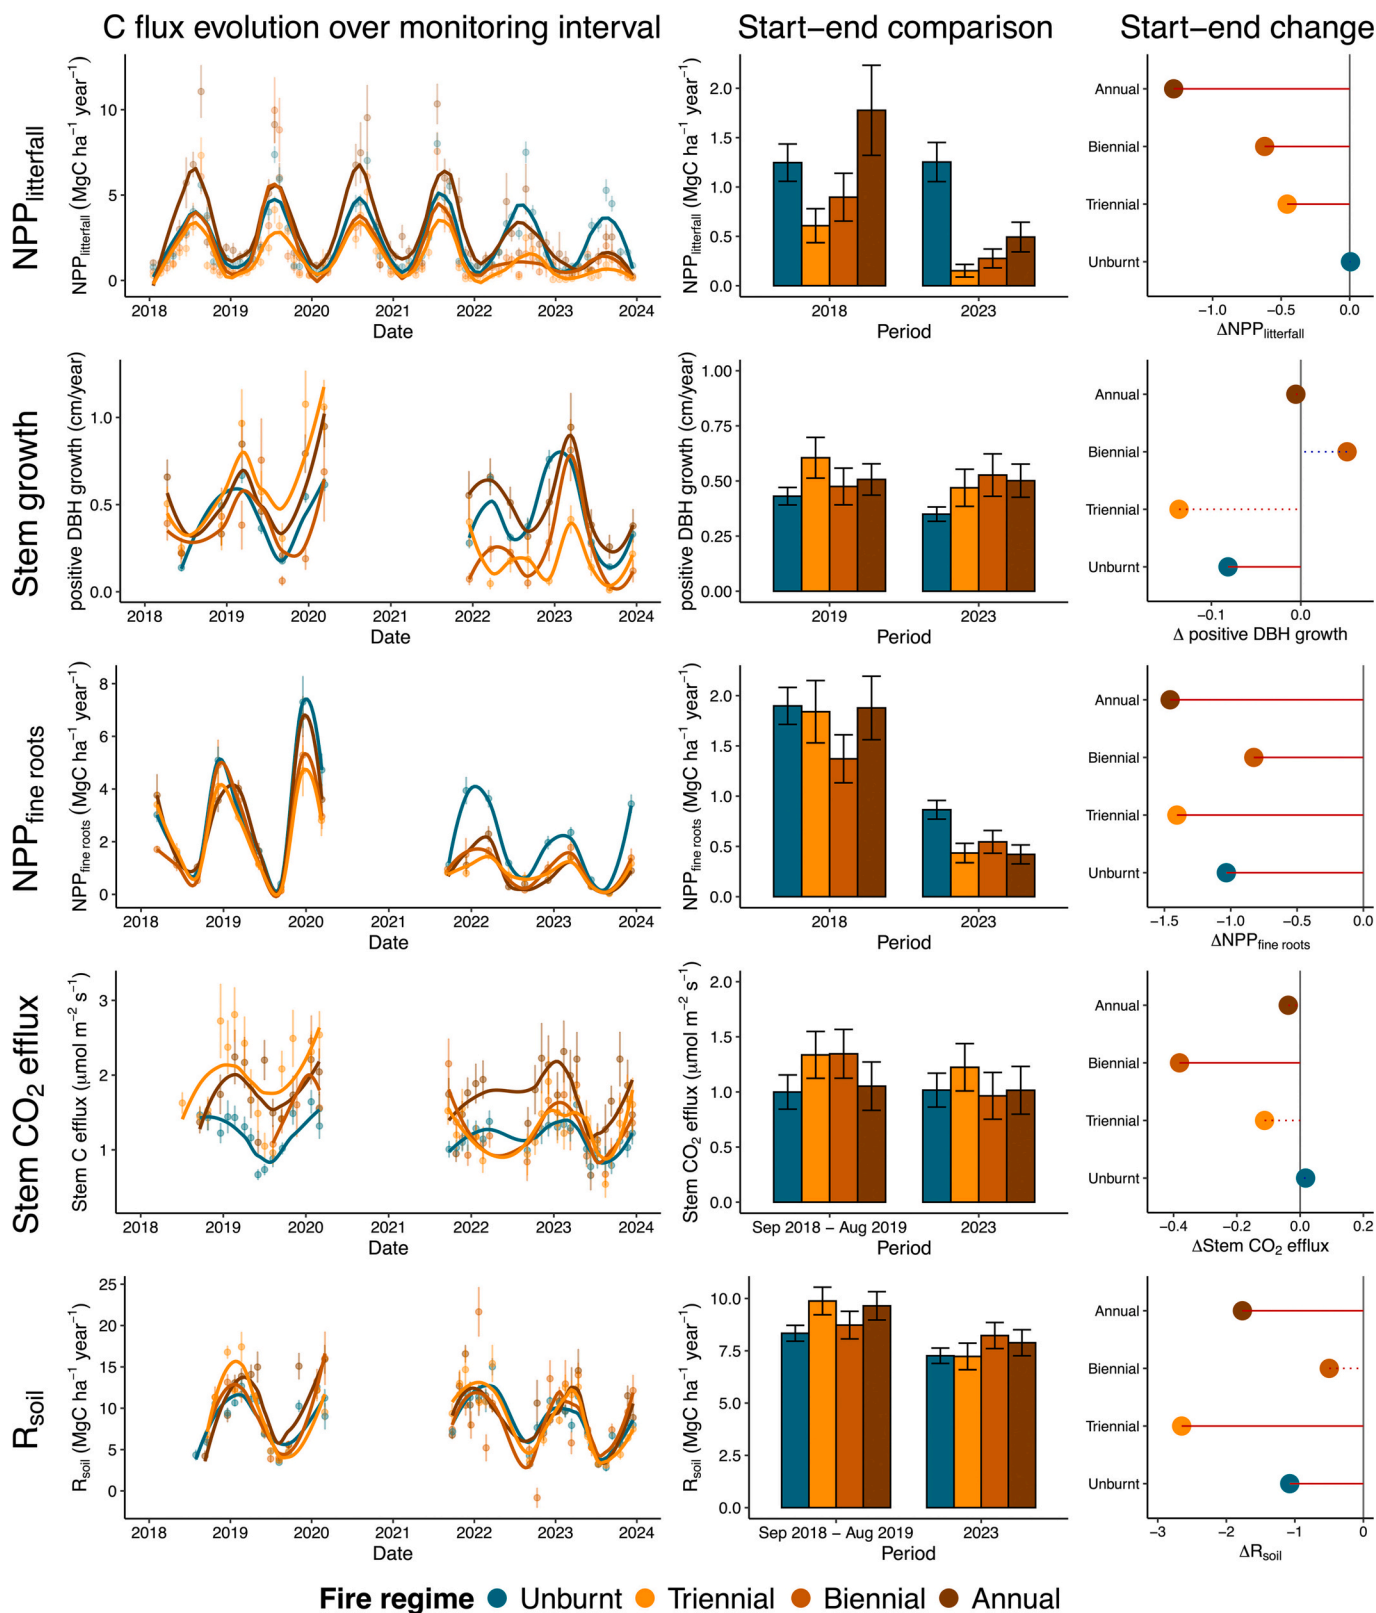 C flux evolution over monitoring interval
Start−end comparison
Start−end change
NPPlitterfall
NPPlitterfall (MgC ha−1 year−1)
10
5
0
2018 2019 2020 2021 2022 2023 2024
Date
NPPlitterfall (MgC ha−1 year−1)
2.0
1.5
1.0
0.5
0.0
2018 2023
Period
Annual
Biennial
Triennial
Unburnt
−1.0 −0.5 0.0
ΔNPPlitterfall
Stem growth
positive DBH growth (cm/year)
1.0
0.5
0.0
2018 2019 2020 2021 2022 2023 2024
Date
positive DBH growth (cm/year)
1.00
0.75
0.50
0.25
0.00
2019 2023
Period
Annual
Biennial
Triennial
Unburnt
−0.1 0.0
Δ positive DBH growth
NPPfine roots
NPPfine roots (MgC ha−1 year−1)
8
6
4
2
0
2018 2019 2020 2021 2022 2023 2024
Date
NPPfine roots (MgC ha−1 year−1)
2.0
1.5
1.0
0.5
0.0
2018 2023
Period
Annual
Biennial
Triennial
Unburnt
−1.5 −1.0 −0.5 0.0
ΔNPPfine roots
Stem CO2 efflux
Stem C efflux (μmol m−2 s−1)
3
2
1
2018 2019 2020 2021 2022 2023 2024
Date
Stem CO2 efflux (μmol m−2 s−1)
2.0
1.5
1.0
0.5
0.0
Sep 2018 − Aug 2019 2023
Period
Annual
Biennial
Triennial
Unburnt
−0.4 −0.2 0.0 0.2
ΔStem CO2 efflux
Rsoil
Rsoil (MgC ha−1 year−1)
25
20
15
10
5
0
2018 2019 2020 2021 2022 2023 2024
Date
Rsoil (MgC ha−1 year−1)
10.0
7.5
5.0
2.5
0.0
Sep 2018 − Aug 2019 2023
Period
Annual
Biennial
Triennial
Unburnt
−3 −2 −1 0
ΔRsoil
Fire regime Unburnt Triennial Biennial Annual